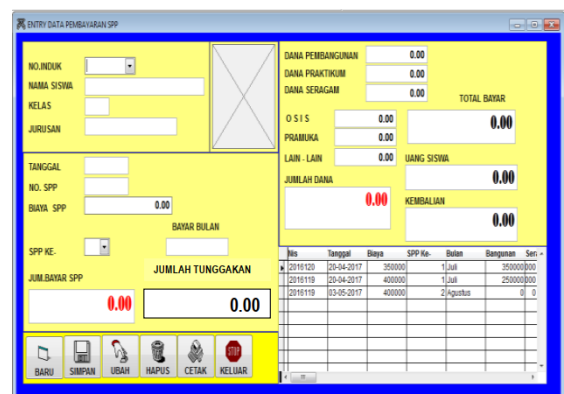 ENTRY DATA PEMBAYARAN SPP
NO.INDUK
NAMA SISWA
KELAS
JURUSAN
TANGGAL
NO. SPP
BIAYA SPP 0.00
BAYAR BULAN
SPP KE-
JUM.BAYAR SPP
JUMLAH TUNGGAKAN
0.00 0.00
BARU SIMPAN UBAH HAPUS CETAK STOP KELUAR
DANA PEMBANGUNAN 0.00
DANA PRAKTIKUM 0.00
DANA SERAGAM 0.00
TOTAL BAYAR
0.00
O S I S 0.00
PRAMUKA 0.00
LAIN - LAIN 0.00
UANG SISWA
0.00
JUMLAH DANA
0.00
KEMBALIAN
0.00
Nis Tanggal Biaya SPP Ke- Bulan Bangunan Sera
2016120 20-04-2017 350000 1 Juli 350000 000
2016119 20-04-2017 400000 1 Juli 250000 000
2016119 03-05-2017 400000 2 Agustus 0 0